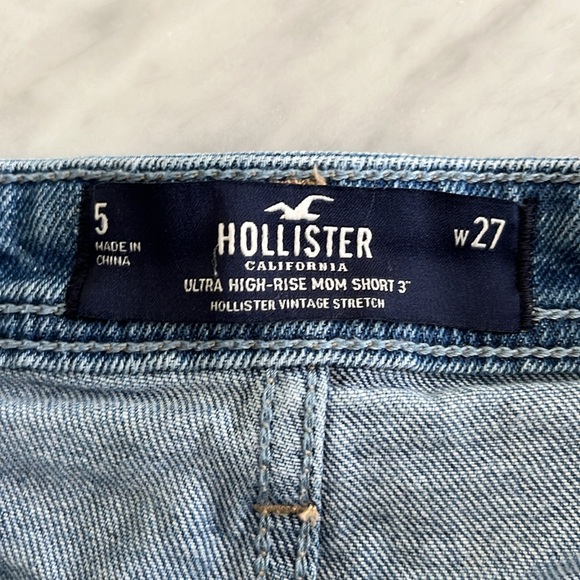 5
MADE IN
CHINA
HOLLISTER
CALIFORNIA
ULTRA HIGH-RISE MOM SHORT 3"
HOLLISTER VINTAGE STRETCH
W27